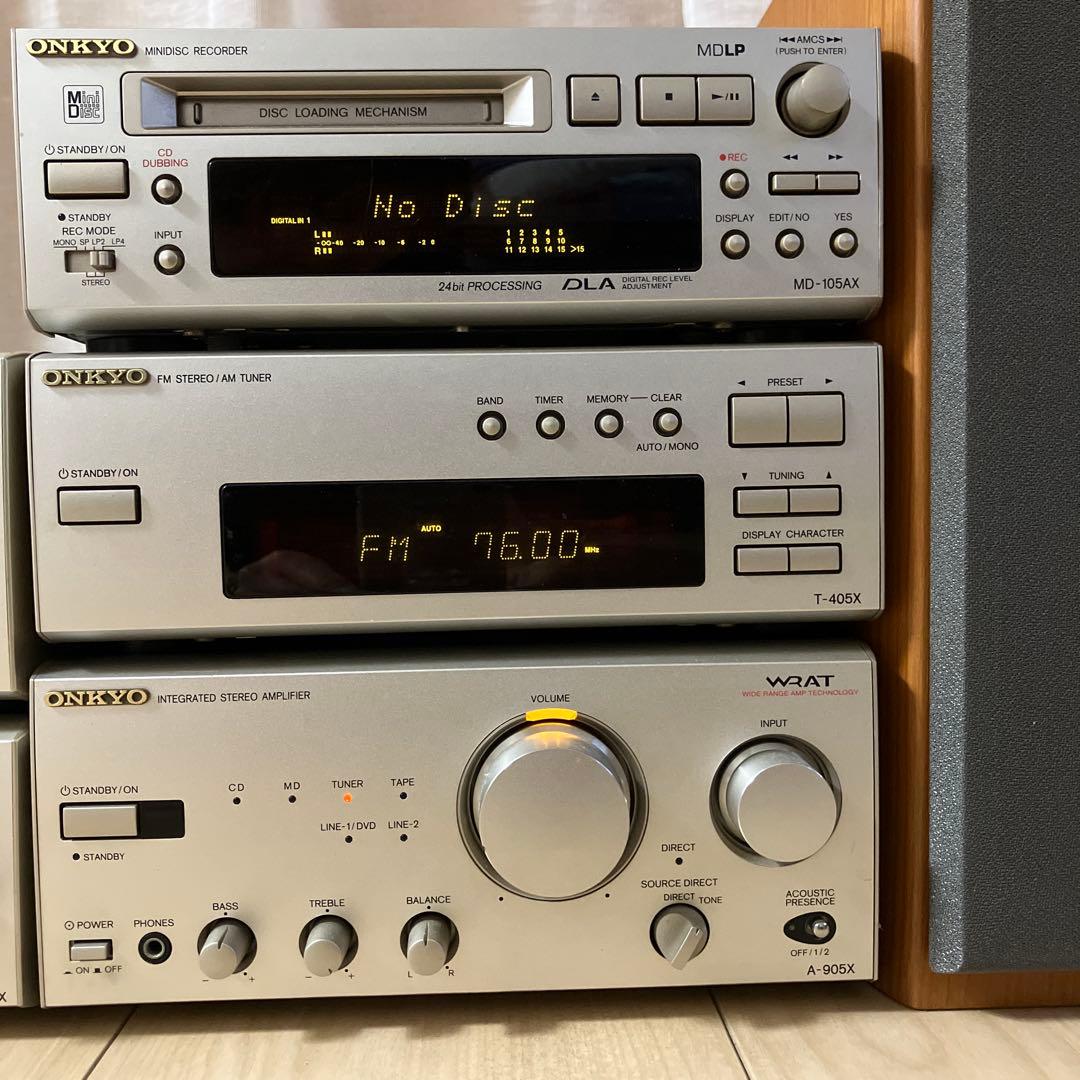 ONKYO MINIDISC RECORDER
MDLP
AMCS
(PUSH TO ENTER)
Mini
Disc
DISC LOADING MECHANISM
STANDBY/ON
CD
DUBBING
REC
STANDBY
REC MODE
MONO SP LP2 LP4
STEREO
INPUT
DIGITAL IN 1
No Disc
L
-∞ -40 -20 -10 -6 -2 0
R
1 2 3 4 5
6 7 8 9 10
11 12 13 14 15 >15
DISPLAY EDIT/NO YES
24bit PROCESSING DLA DIGITAL REC LEVEL
ADJUSTMENT
MD-105AX
ONKYO FM STEREO/AM TUNER
BAND TIMER MEMORY CLEAR
AUTO/MONO
PRESET
STANDBY/ON
TUNING
FM AUTO 76.00 MHz
DISPLAY CHARACTER
T-405X
ONKYO INTEGRATED STEREO AMPLIFIER
VOLUME
WRAT
WIDE RANGE AMP TECHNOLOGY
INPUT
STANDBY/ON
CD MD TUNER TAPE
LINE-1/DVD LINE-2
STANDBY
DIRECT
SOURCE DIRECT
DIRECT TONE
ACOUSTIC
PRESENCE
OFF/1/2
POWER
ON OFF
PHONES
BASS
- +
TREBLE
- +
BALANCE
L R
A-905X
X